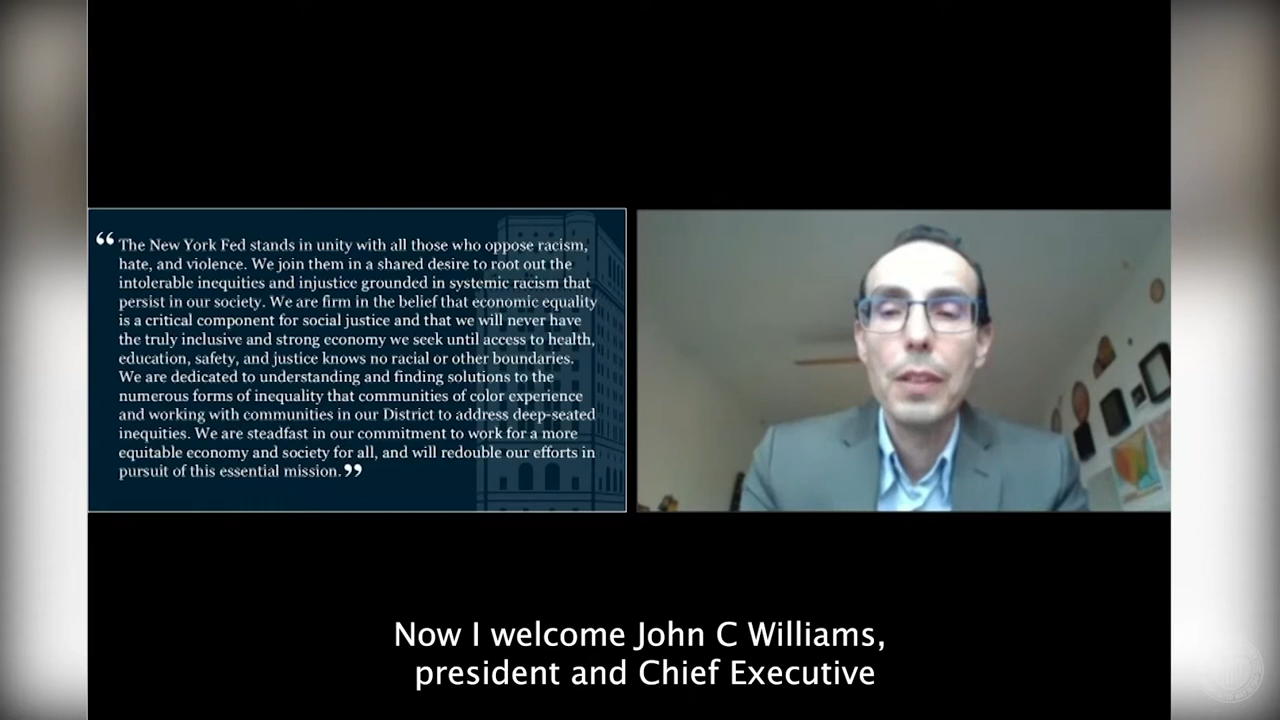 “ The New York Fed stands in unity with all those who oppose racism,
hate, and violence. We join them in a shared desire to root out the
intolerable inequities and injustice grounded in systemic racism that
persist in our society. We are firm in the belief that economic equality
is a critical component for social justice and that we will never have
the truly inclusive and strong economy we seek until access to health,
education, safety, and justice knows no racial or other boundaries.
We are dedicated to understanding and finding solutions to the
numerous forms of inequality that communities of color experience
and working with communities in our District to address deep-seated
inequities. We are steadfast in our commitment to work for a more
equitable economy and society for all, and will redouble our efforts in
pursuit of this essential mission.”
Now I welcome John C Williams,
president and Chief Executive